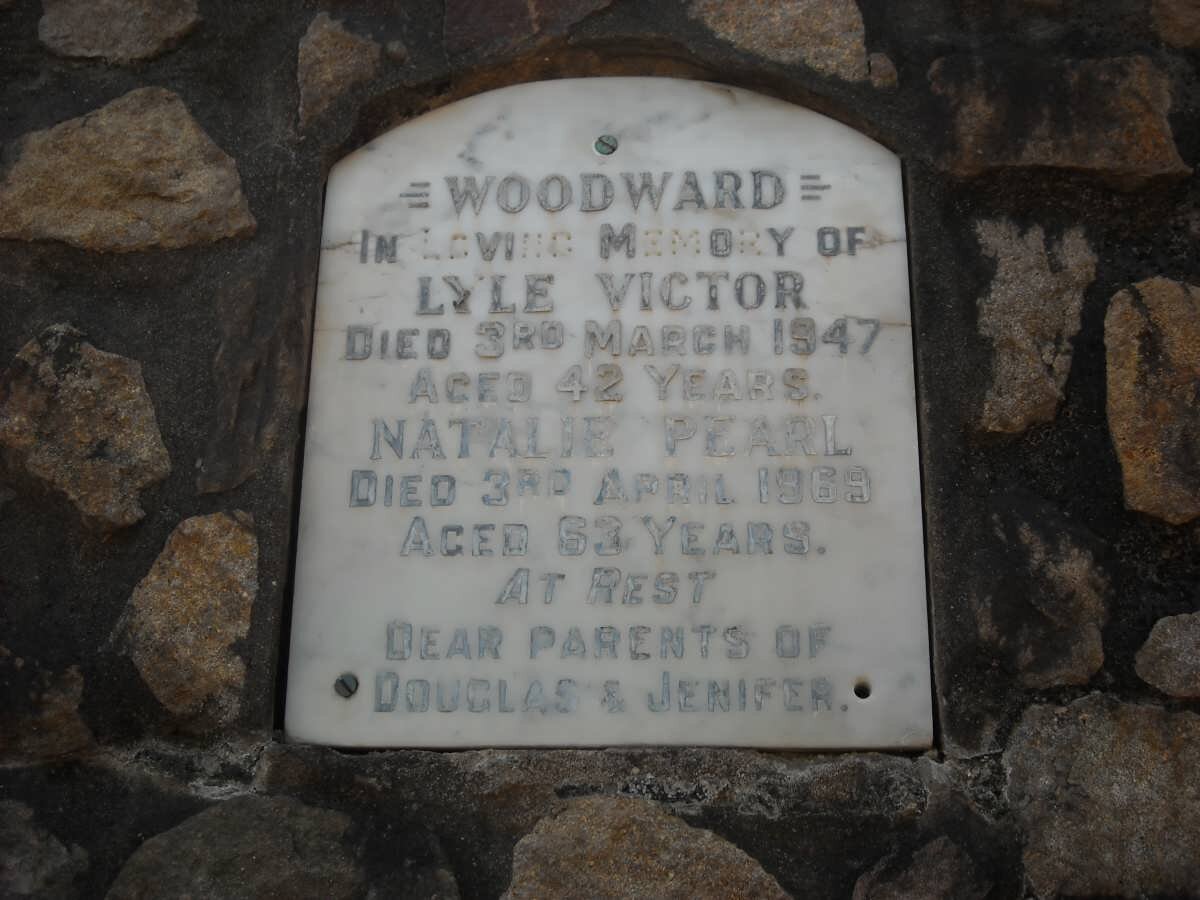 WOODWARD
IN LOVING MEMORY OF
LYLE VICTOR
DIED 3RD MARCH 1947
AGED 42 YEARS.
NATALIE PEARL
DIED 3RD APRIL 1969
AGED 63 YEARS.
AT REST
DEAR PARENTS OF
DOUGLAS & JENIFER.